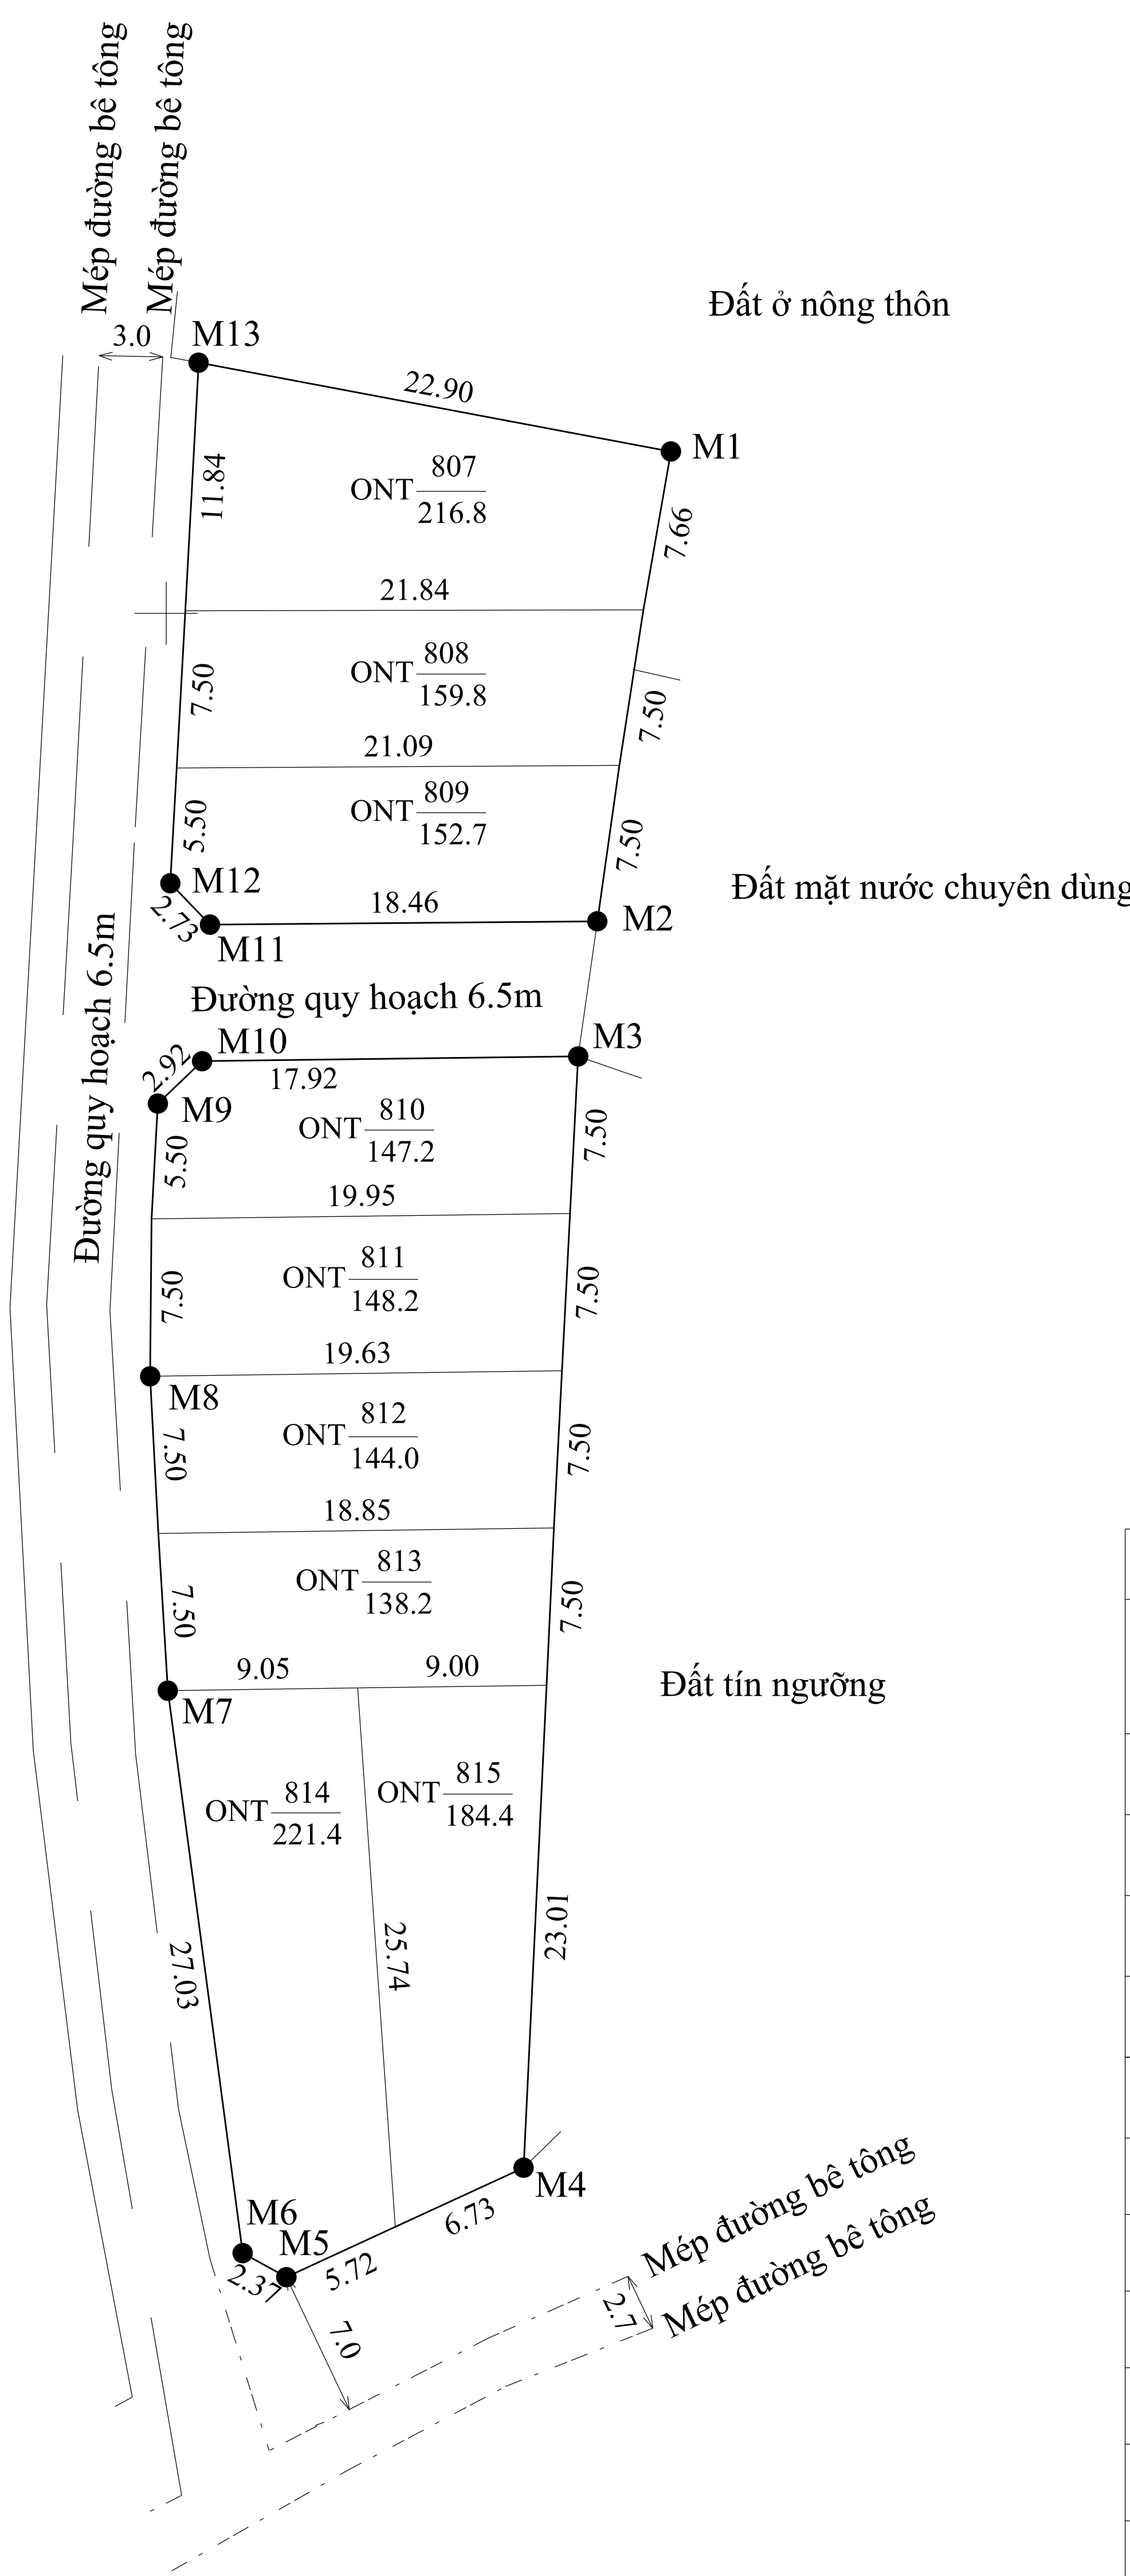 Mép đường bê tông
Mép đường bê tông
Đất ở nông thôn
3.0
M13
22.90
M1
11.84
ONT
807
216.8
7.66
21.84
7.50
ONT
808
159.8
7.50
21.09
5.50
ONT
809
152.7
7.50
M12
2.73
18.46
M11
M2
Đất mặt nước chuyên dùng
Đường quy hoạch 6.5m
Đường quy hoạch 6.5m
M3
M10
2.92
17.92
M9
5.50
ONT
810
147.2
7.50
19.95
7.50
ONT
811
148.2
7.50
19.63
M8
7.50
ONT
812
144.0
7.50
18.85
7.50
ONT
813
138.2
7.50
9.05
9.00
M7
Đất tín ngưỡng
ONT
814
221.4
ONT
815
184.4
27.03
25.74
23.01
M4
M6
M5
2.37
5.72
6.73
7.0
Mép đường bê tông
2.7
Mép đường bê tông